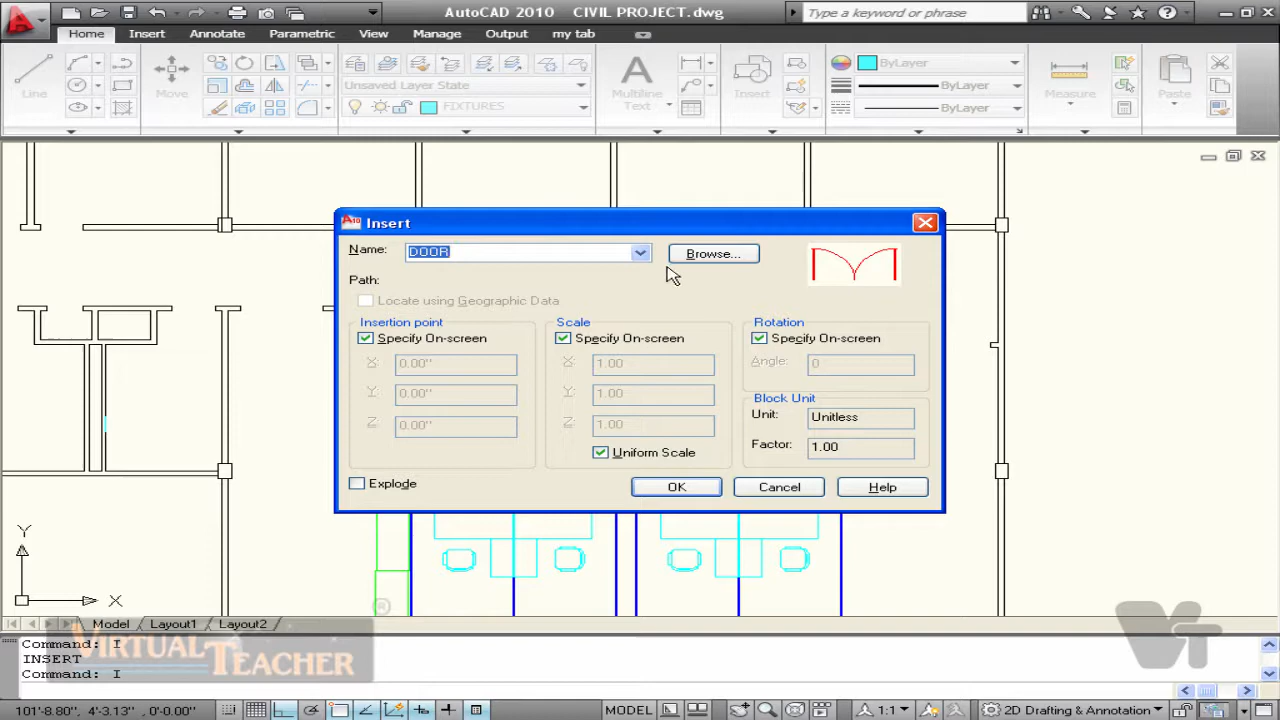 AutoCAD 2010 CIVIL PROJECT.dwg
Type a keyword or phrase
Home Insert Annotate Parametric View Manage Output my tab
Line
Move
Unsaved Layer State
FIXTURES
Multiline Text
Insert
ByLayer
ByLayer
ByLayer
Measure
Paste
A10 Insert
Name: DOOR Browse...
Path:
Locate using Geographic Data
Insertion point
Specify On-screen
X: 0.00"
Y: 0.00"
Z: 0.00"
Scale
Specify On-screen
X: 1.00
Y: 1.00
Z: 1.00
Uniform Scale
Rotation
Specify On-screen
Angle: 0
Block Unit
Unit: Unitless
Factor: 1.00
Explode
OK Cancel Help
Y
X
®
Model Layout1 Layout2
Command: I
INSERT
Command: I
VIRTUAL TEACHER
VT
101'-8.80", 4'-3.13", 0'-0.00" MODEL 1:1 2D Drafting & Annotation